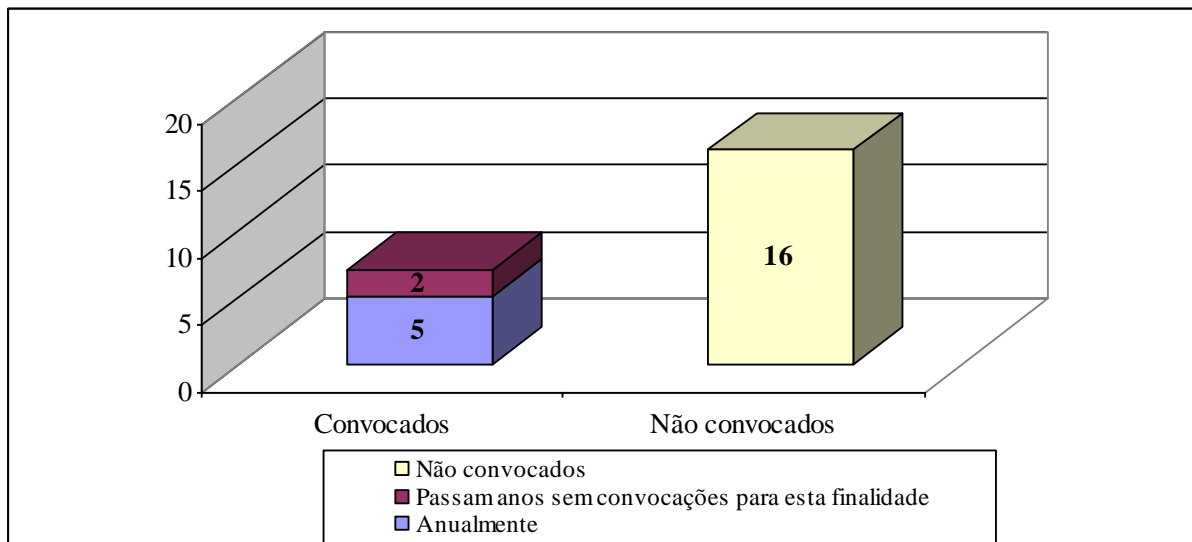 20
15
10
5
0
2
5
16
Convocados Não convocados
Não convocados
Passam anos sem convocações para esta finalidade
Anualmente